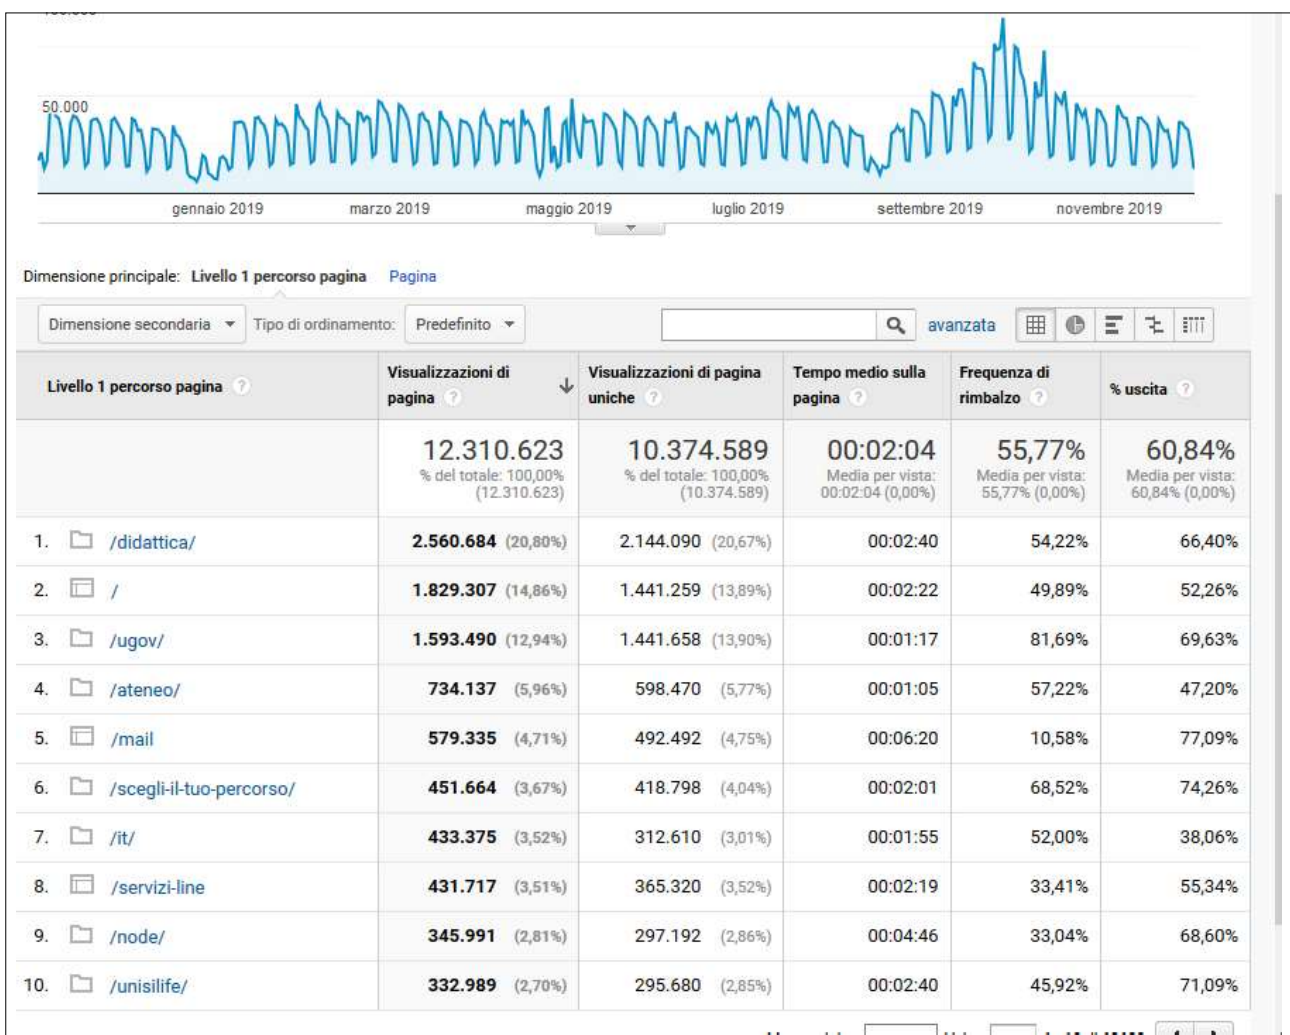 50.000
gennaio 2019 marzo 2019 maggio 2019 luglio 2019 settembre 2019 novembre 2019
Dimensione principale: Livello 1 percorso pagina Pagina
Dimensione secondaria Tipo di ordinamento: Predefinito avanzata
Livello 1 percorso pagina ? Visualizzazioni di pagina ? Visualizzazioni di pagina uniche ? Tempo medio sulla pagina ? Frequenza di rimbalzo ? % uscita ?
12.310.623 10.374.589 00:02:04 55,77% 60,84%
% del totale: 100,00% % del totale: 100,00% Media per vista: Media per vista: Media per vista:
(12.310.623) (10.374.589) 00:02:04 (0,00%) 55,77% (0,00%) 60,84% (0,00%)
1. /didattica/ 2.560.684 (20,80%) 2.144.090 (20,67%) 00:02:40 54,22% 66,40%
2. / 1.829.307 (14,86%) 1.441.259 (13,89%) 00:02:22 49,89% 52,26%
3. /ugov/ 1.593.490 (12,94%) 1.441.658 (13,90%) 00:01:17 81,69% 69,63%
4. /ateneo/ 734.137 (5,96%) 598.470 (5,77%) 00:01:05 57,22% 47,20%
5. /mail 579.335 (4,71%) 492.492 (4,75%) 00:06:20 10,58% 77,09%
6. /scegli-il-tuo-percorso/ 451.664 (3,67%) 418.798 (4,04%) 00:02:01 68,52% 74,26%
7. /it/ 433.375 (3,52%) 312.610 (3,01%) 00:01:55 52,00% 38,06%
8. /servizi-line 431.717 (3,51%) 365.320 (3,52%) 00:02:19 33,41% 55,34%
9. /node/ 345.991 (2,81%) 297.192 (2,86%) 00:04:46 33,04% 68,60%
10. /unisilife/ 332.989 (2,70%) 295.680 (2,85%) 00:02:40 45,92% 71,09%